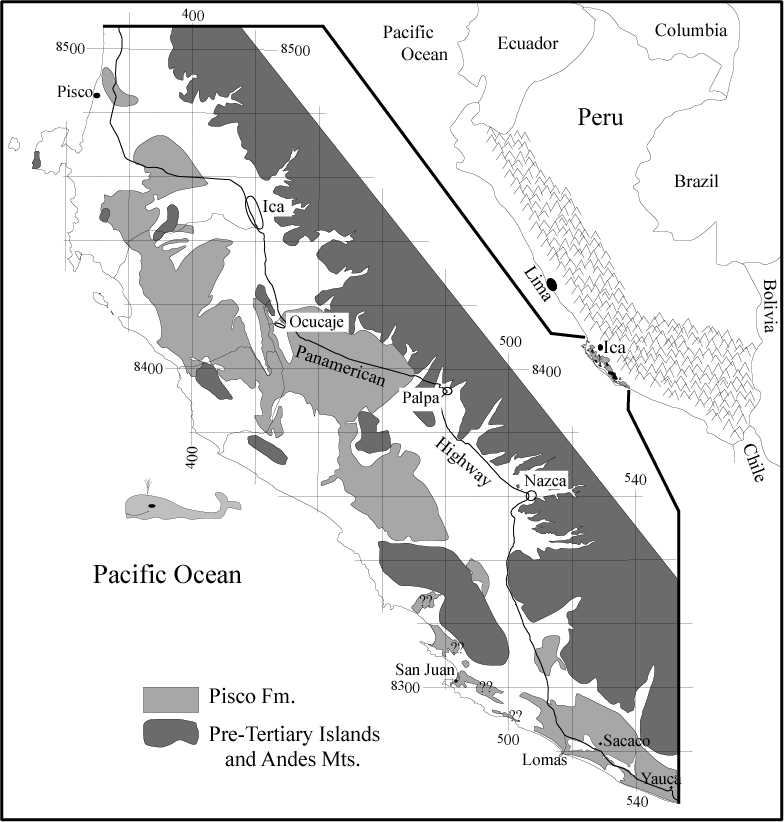 400
8500
8500
Pisco
Pacific
Ocean
Ecuador
Columbia
Peru
Brazil
Ica
Lima
Bolivia
Ocucaje
Panamerican
500
Ica
8400
8400
Palpa
Highway
Chile
400
Nazca
540
Pacific Ocean
??
??
San Juan
8300
??
??
Pisco Fm.
Pre-Tertiary Islands
and Andes Mts.
500
Sacaco
Lomas
Yauca
540